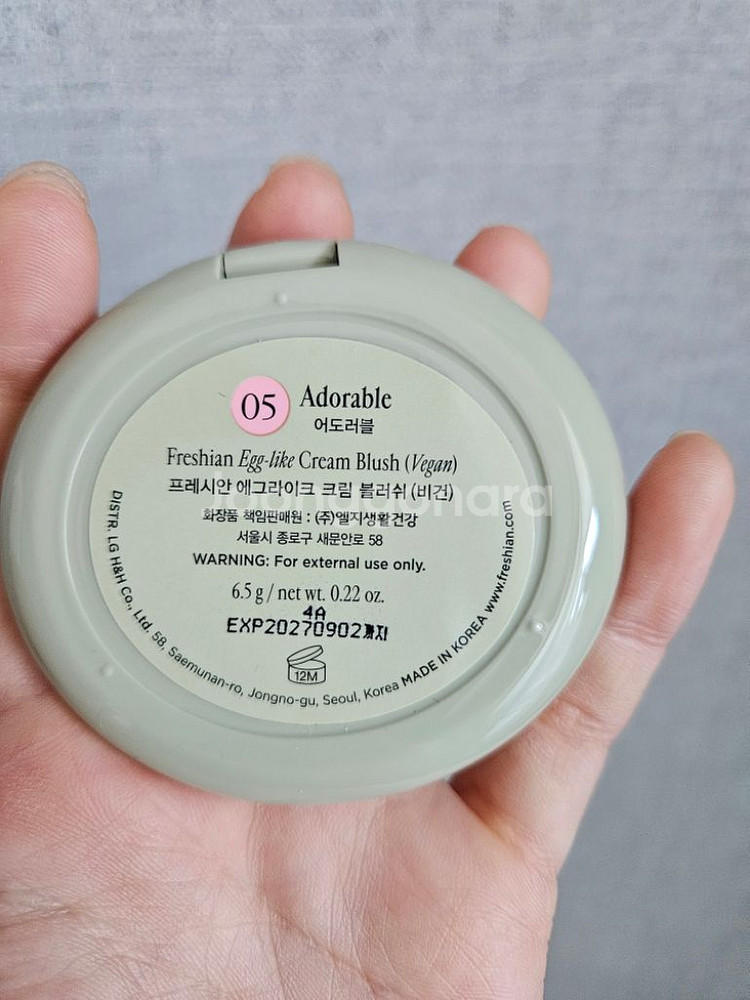 05 Adorable
어도러블
Freshian Egg-like Cream Blush (Vegan)
프레시안 에그라이크 크림 블러쉬 (비건)
joonggonara
화장품 책임판매원 : (주)엘지생활건강
서울시 종로구 새문안로 58
WARNING: For external use only.
6.5 g / net wt. 0.22 oz.
4A
EXP20270902까지
12M
DISTR. LG H&H Co., Ltd. 58, Saemunan-ro, Jongno-gu, Seoul, Korea MADE IN KOREA www.freshian.com